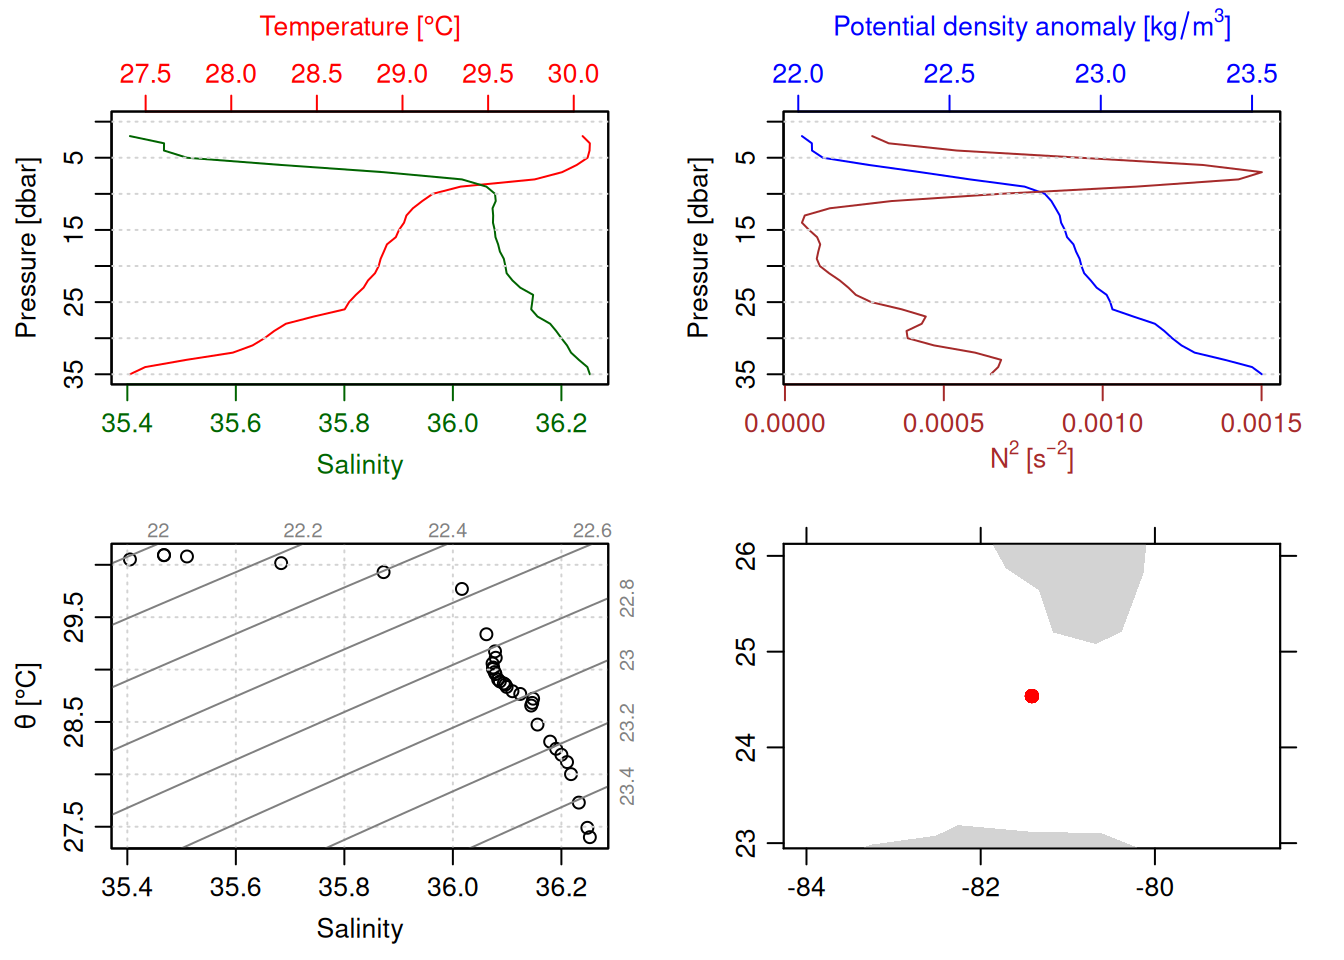 Temperature [°C]
27.5 28.0 28.5 29.0 29.5 30.0
Pressure [dbar]
5
15
25
35
35.4 35.6 35.8 36.0 36.2
Salinity
Potential density anomaly [kg/m³]
22.0 22.5 23.0 23.5
Pressure [dbar]
5
15
25
35
0.0000 0.0005 0.0010 0.0015
N² [s⁻²]
22 22.2 22.4 22.6
22.8
23
23.2
23.4
θ [°C]
29.5
28.5
27.5
35.4 35.6 35.8 36.0 36.2
Salinity
26
25
24
23
-84 -82 -80